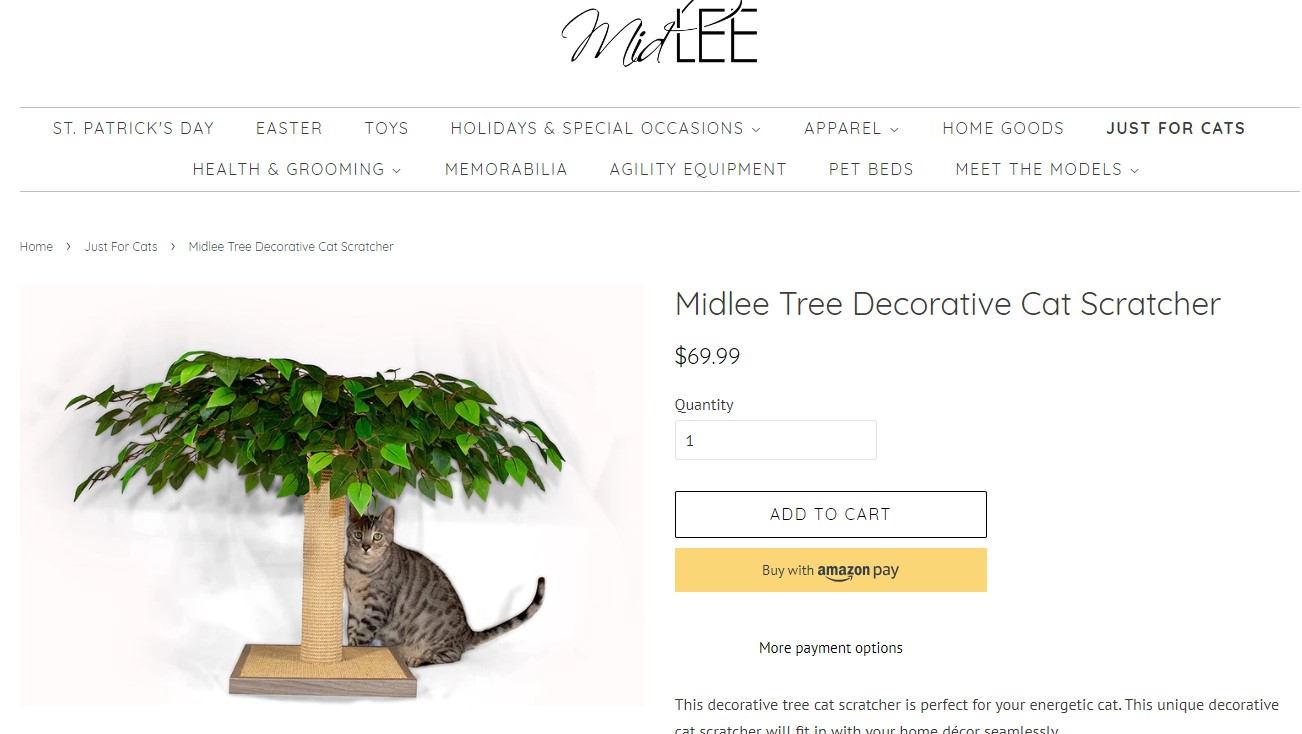 MidLEE
ST. PATRICK'S DAY EASTER TOYS HOLIDAYS & SPECIAL OCCASIONS APPAREL HOME GOODS JUST FOR CATS
HEALTH & GROOMING MEMORABILIA AGILITY EQUIPMENT PET BEDS MEET THE MODELS
Home › Just For Cats › Midlee Tree Decorative Cat Scratcher
Midlee Tree Decorative Cat Scratcher
$69.99
Quantity
1
ADD TO CART
Buy with amazon pay
More payment options
This decorative tree cat scratcher is perfect for your energetic cat. This unique decorative
cat scratcher will fit in with your home décor seamlessly.